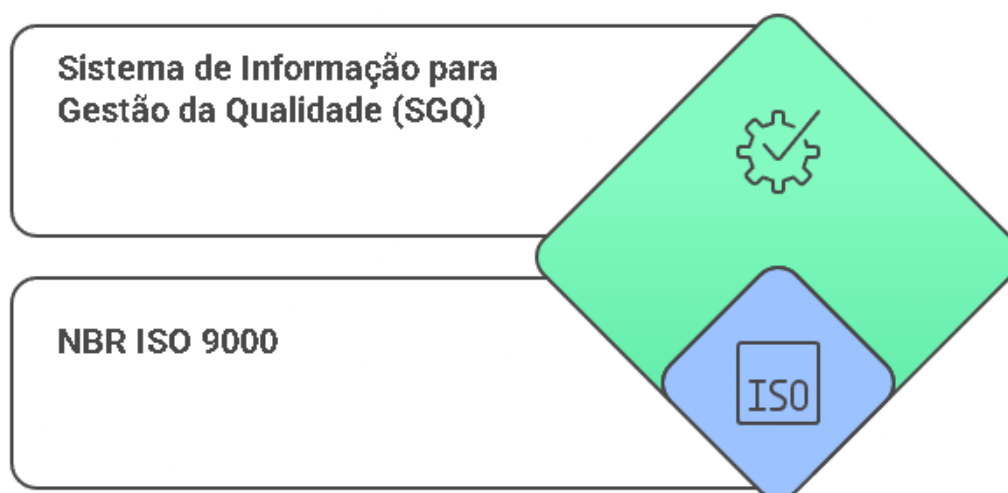 Sistema de Informação para
Gestão da Qualidade (SGQ)
NBR ISO 9000
ISO